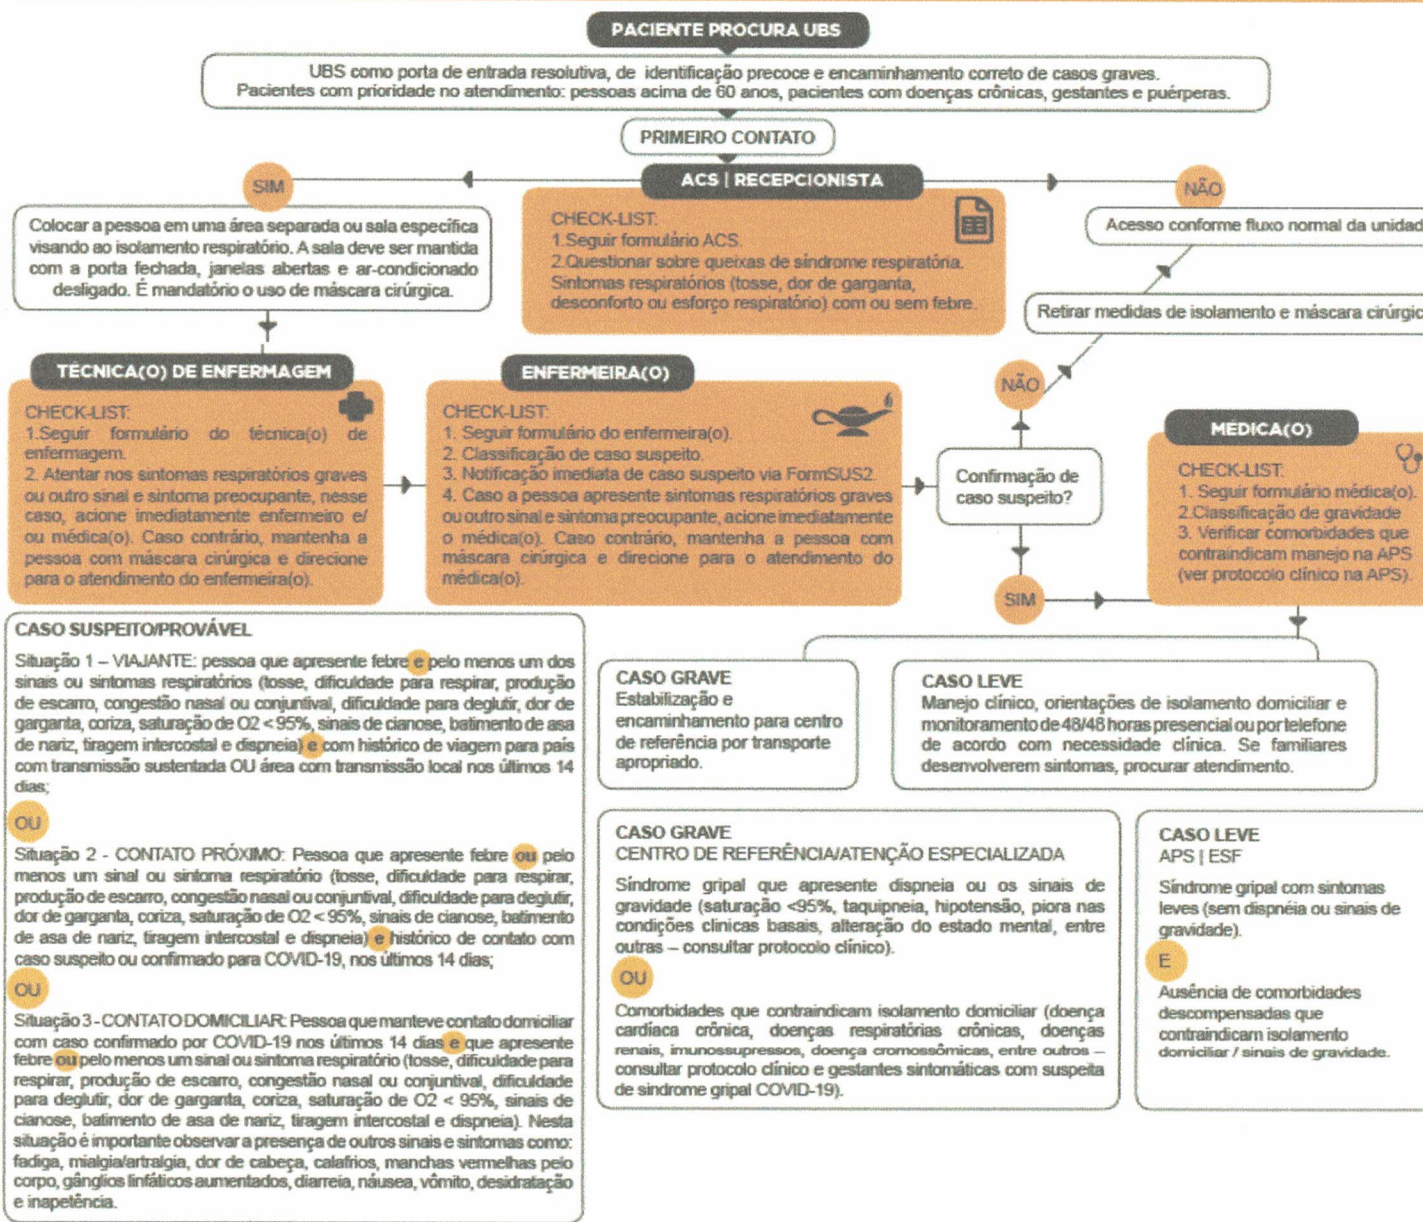 PACIENTE PROCURA UBS
UBS como porta de entrada resolutiva, de identificação precoce e encaminhamento correto de casos graves.
Pacientes com prioridade no atendimento: pessoas acima de 60 anos, pacientes com doenças crônicas, gestantes e puérperas.
PRIMEIRO CONTATO
ACS | RECEPCIONISTA
CHECK-LIST:
1.Seguir formulário ACS.
2.Questionar sobre queixas de síndrome respiratória.
Sintomas respiratórios (tosse, dor de garganta,
desconforto ou esforço respiratório) com ou sem febre.
SIM
Colocar a pessoa em uma área separada ou sala específica
visando ao isolamento respiratório. A sala deve ser mantida
com a porta fechada, janelas abertas e ar-condicionado
desligado. É mandatório o uso de máscara cirúrgica.
NÃO
Acesso conforme fluxo normal da unidad
Retirar medidas de isolamento e máscara cirúrgic
TÉCNICA(O) DE ENFERMAGEM
CHECK-LIST:
1.Seguir formulário do técnica(o) de
enfermagem.
2. Atentar nos sintomas respiratórios graves
ou outro sinal e sintoma preocupante, nesse
caso, acione imediatamente enfermeiro e/
ou médica(o). Caso contrário, mantenha a
pessoa com máscara cirúrgica e direcione
para o atendimento do enfermeira(o).
ENFERMEIRA(O)
CHECK-LIST:
1. Seguir formulário do enfermeira(o).
2. Classificação de caso suspeito.
3. Notificação imediata de caso suspeito via FormSUS2.
4. Caso a pessoa apresente sintomas respiratórios graves
ou outro sinal e sintoma preocupante, acione imediatamente
o médica(o). Caso contrário, mantenha a pessoa com
máscara cirúrgica e direcione para o atendimento do
médica(o).
NÃO
Confirmação de
caso suspeito?
SIM
MÉDICA(O)
CHECK-LIST:
1. Seguir formulário médica(o).
2.Classificação de gravidade
3. Verificar comorbidades que
contraindicam manejo na APS
(ver protocolo clínico na APS).
CASO SUSPEITO/PROVÁVEL
Situação 1 – VIAJANTE: pessoa que apresente febre e pelo menos um dos
sinais ou sintomas respiratórios (tosse, dificuldade para respirar, produção
de escarro, congestão nasal ou conjuntival, dificuldade para deglutir, dor de
garganta, coriza, saturação de O2 < 95%, sinais de cianose, batimento de asa
de nariz, tiragem intercostal e dispneia) e com histórico de viagem para país
com transmissão sustentada OU área com transmissão local nos últimos 14
dias;
OU
Situação 2 - CONTATO PRÓXIMO: Pessoa que apresente febre ou pelo
menos um sinal ou sintoma respiratório (tosse, dificuldade para respirar,
produção de escarro, congestão nasal ou conjuntival, dificuldade para deglutir,
dor de garganta, coriza, saturação de O2 < 95%, sinais de cianose, batimento
de asa de nariz, tiragem intercostal e dispneia) e histórico de contato com
caso suspeito ou confirmado para COVID-19, nos últimos 14 dias;
OU
Situação 3 - CONTATO DOMICILIAR: Pessoa que manteve contato domiciliar
com caso confirmado por COVID-19 nos últimos 14 dias e que apresente
febre ou pelo menos um sinal ou sintoma respiratório (tosse, dificuldade para
respirar, produção de escarro, congestão nasal ou conjuntival, dificuldade
para deglutir, dor de garganta, coriza, saturação de O2 < 95%, sinais de
cianose, batimento de asa de nariz, tiragem intercostal e dispneia). Nesta
situação é importante observar a presença de outros sinais e sintomas como:
fadiga, mialgia/artralgia, dor de cabeça, calafrios, manchas vermelhas pelo
corpo, gânglios linfáticos aumentados, diarreia, náusea, vômito, desidratação
e inapetência.
CASO GRAVE
Estabilização e
encaminhamento para centro
de referência por transporte
apropriado.
CASO LEVE
Manejo clínico, orientações de isolamento domiciliar e
monitoramento de 48/48 horas presencial ou por telefone
de acordo com necessidade clínica. Se familiares
desenvolverem sintomas, procurar atendimento.
CASO GRAVE
CENTRO DE REFERÊNCIA/ATENÇÃO ESPECIALIZADA
Síndrome gripal que apresente dispneia ou os sinais de
gravidade (saturação <95%, taquipneia, hipotensão, piora nas
condições clinicas basais, alteração do estado mental, entre
outras – consultar protocolo clínico).
OU
Comorbidades que contraindicam isolamento domiciliar (doença
cardíaca crônica, doenças respiratórias crônicas, doenças
renais, imunossupressos, doença cromossômicas, entre outros –
consultar protocolo clínico e gestantes sintomáticas com suspeita
de sindrome gripal COVID-19).
CASO LEVE
APS | ESF
Síndrome gripal com sintomas
leves (sem dispnéia ou sinais de
gravidade).
E
Ausência de comorbidades
descompensadas que
contraindicam isolamento
domiciliar / sinais de gravidade.